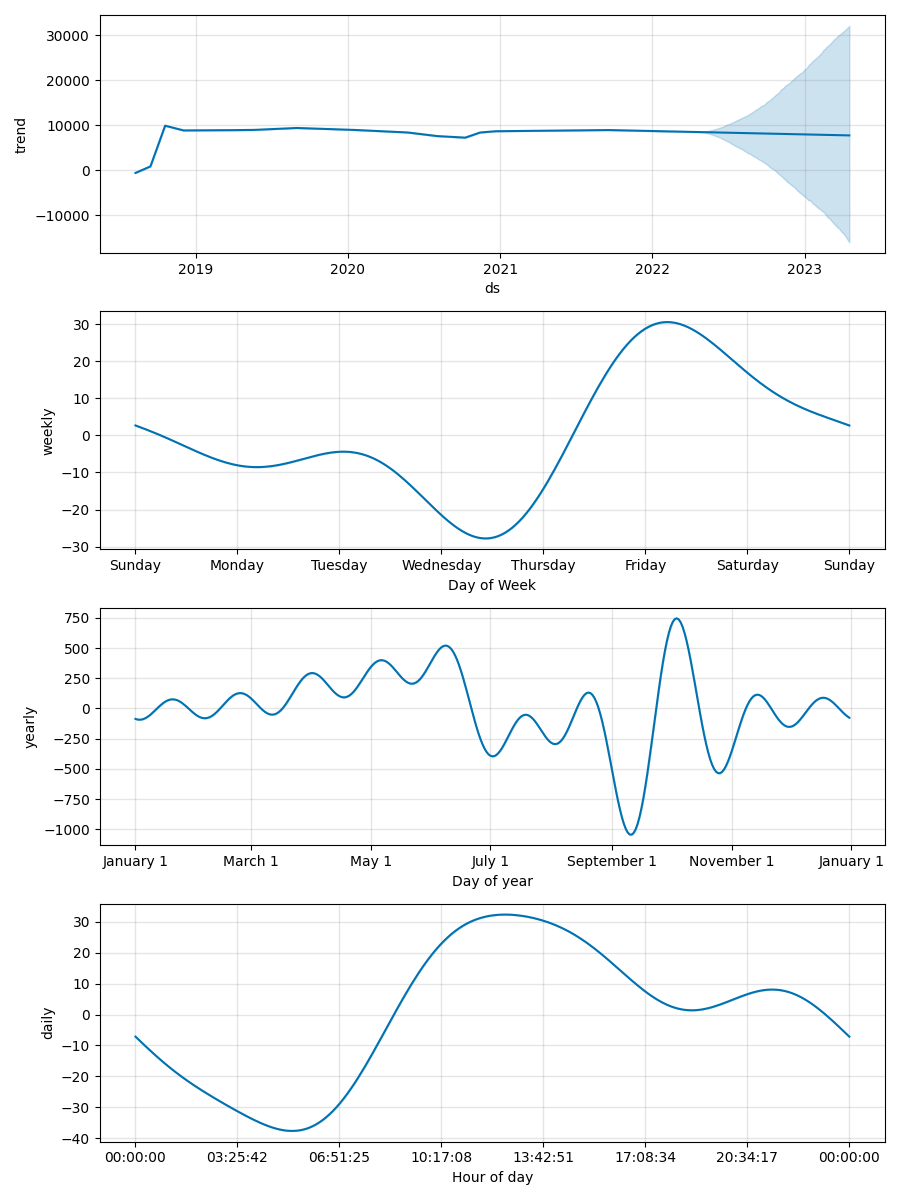 30000
20000
10000
0
−10000
trend
2019 2020 2021 2022 2023
ds
30
20
10
0
−10
−20
−30
weekly
Sunday Monday Tuesday Wednesday Thursday Friday Saturday Sunday
Day of Week
750
500
250
0
−250
−500
−750
−1000
yearly
January 1 March 1 May 1 July 1 September 1 November 1 January 1
Day of year
30
20
10
0
−10
−20
−30
−40
daily
00:00:00 03:25:42 06:51:25 10:17:08 13:42:51 17:08:34 20:34:17 00:00:00
Hour of day